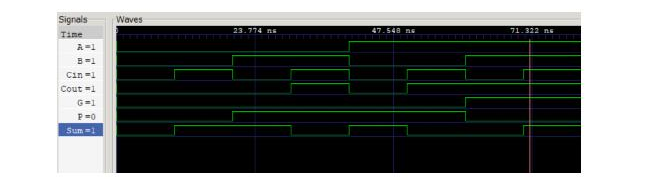 Signals Waves
Time 23.774 ns 47.548 ns 71.322 ns
A =1
B =1
Cin =1
Cout =1
G =1
P =0
Sum =1